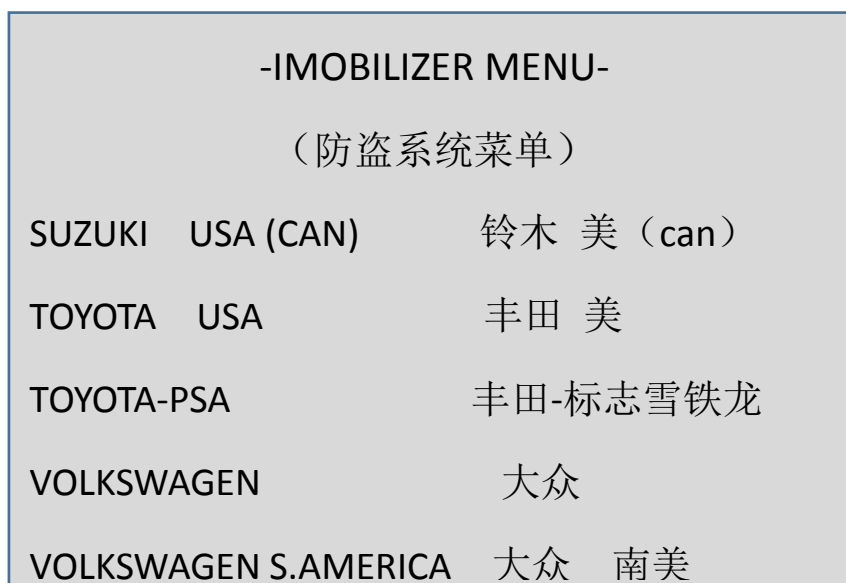 -IMOBILIZER MENU-
（防盗系统菜单）
SUZUKI USA (CAN) 铃木 美（can）
TOYOTA USA 丰田 美
TOYOTA-PSA 丰田-标志雪铁龙
VOLKSWAGEN 大众
VOLKSWAGEN S.AMERICA 大众 南美